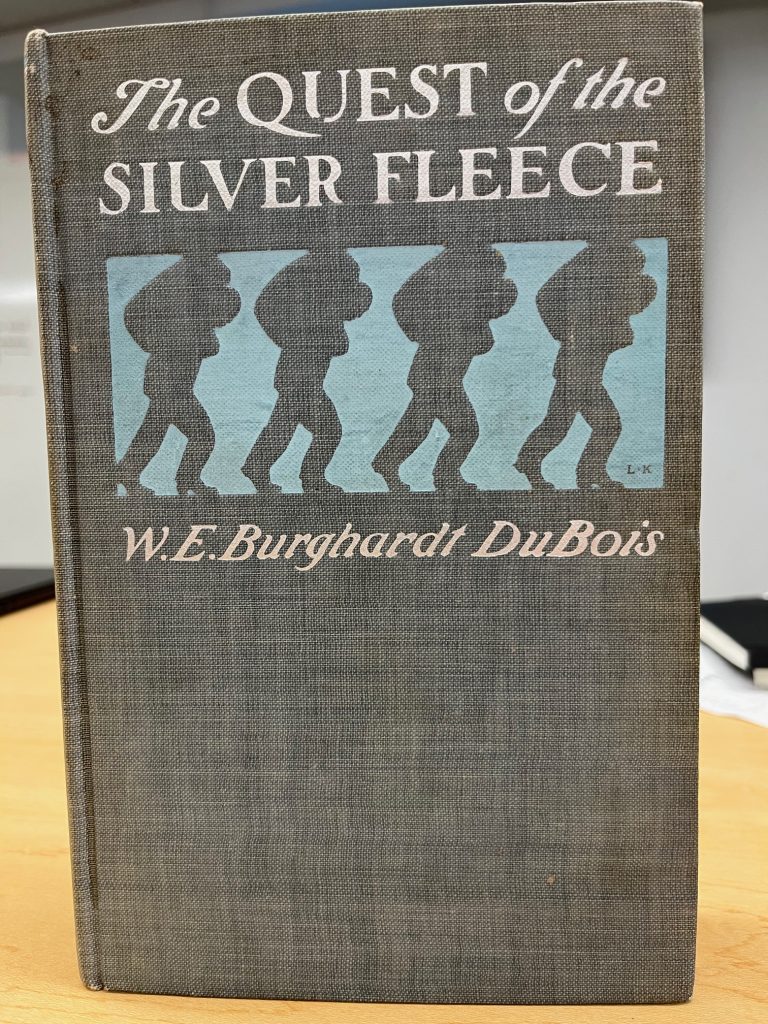 The QUEST of the
SILVER FLEECE
L·K
W.E.Burghardt DuBois